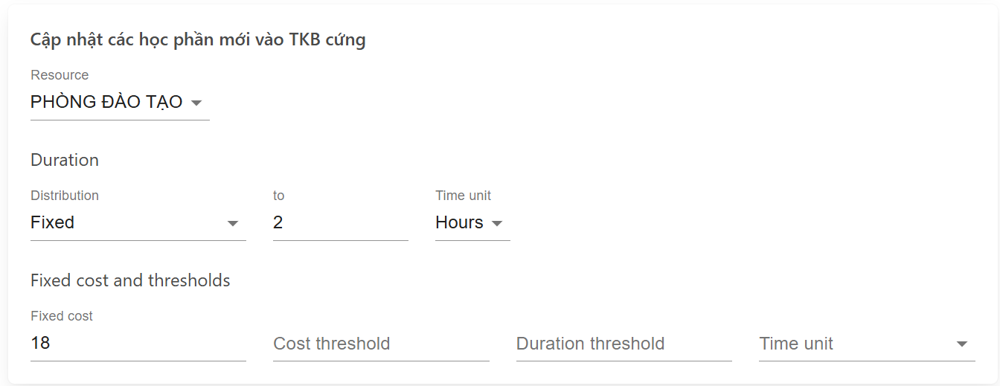 Cập nhật các học phần mới vào TKB cứng
Resource
PHÒNG ĐÀO TẠO
Duration
Distribution to Time unit
Fixed 2 Hours
Fixed cost and thresholds
Fixed cost
18 Cost threshold Duration threshold Time unit